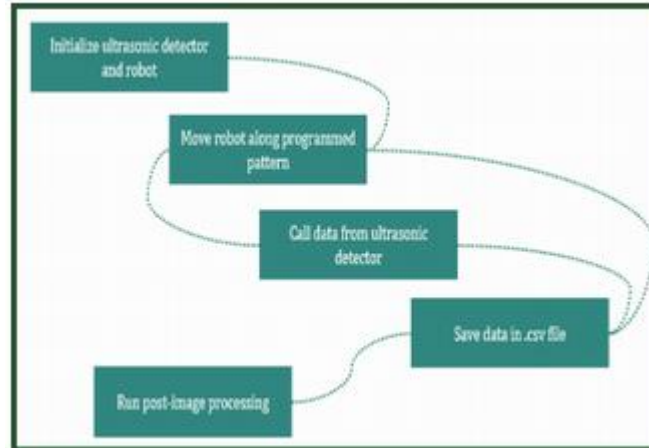 Initialize ultrasonic detector
and robot
Move robot along programmed
pattern
Call data from ultrasonic
detector
Save data in .csv file
Run post-image processing